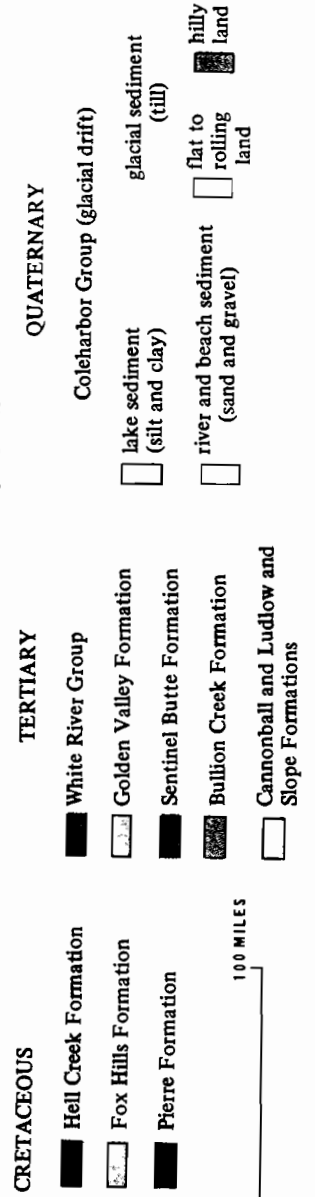 CRETACEOUS
Hell Creek Formation
Fox Hills Formation
Pierre Formation
100 MILES
TERTIARY
White River Group
Golden Valley Formation
Sentinel Butte Formation
Bullion Creek Formation
Cannonball and Ludlow and
Slope Formations
QUATERNARY
Coleharbor Group (glacial drift)
lake sediment
(silt and clay)
river and beach sediment
(sand and gravel)
glacial sediment
(till)
flat to
rolling
land
hilly
land